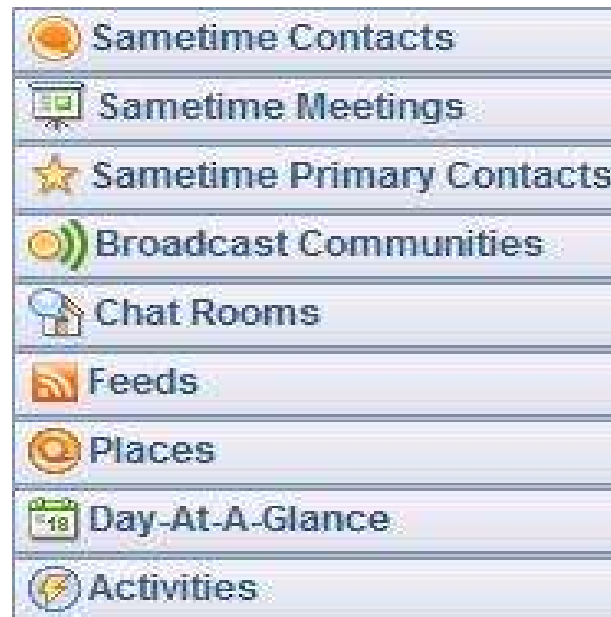 Sametime Contacts
Sametime Meetings
Sametime Primary Contacts
Broadcast Communities
Chat Rooms
Feeds
Places
18
Day-At-A-Glance
Activities